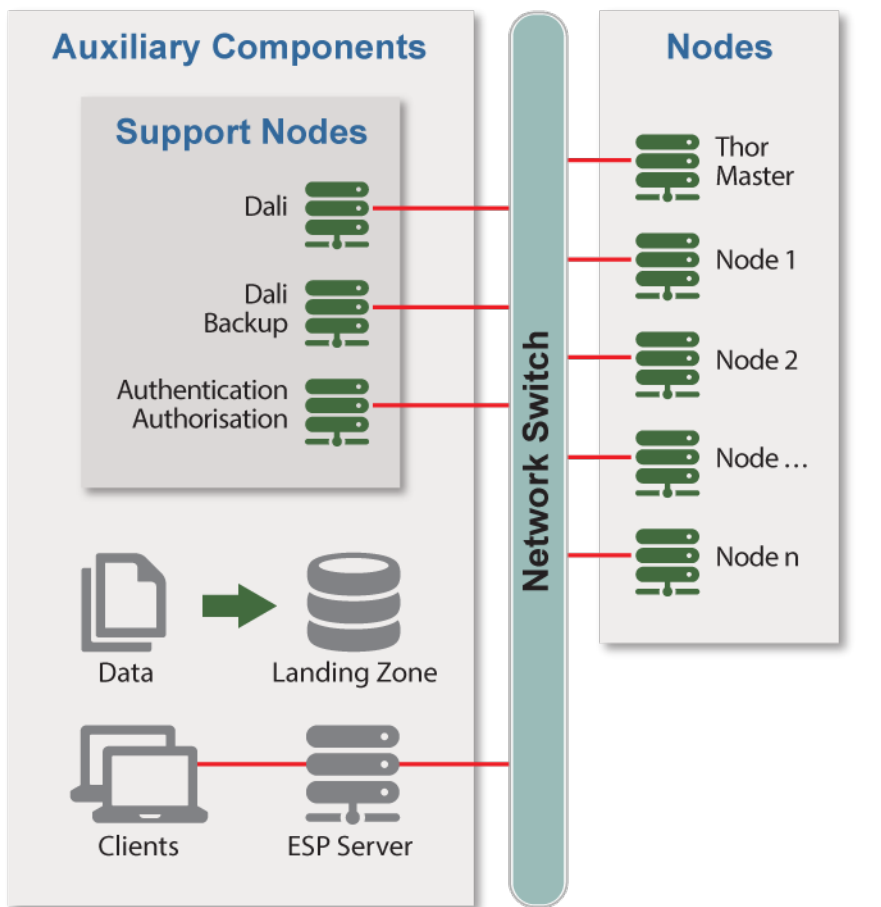 Auxiliary Components
Support Nodes
Dali
Dali
Backup
Authentication
Authorisation
Data
Landing Zone
Clients
ESP Server
Network Switch
Nodes
Thor
Master
Node 1
Node 2
Node ...
Node n